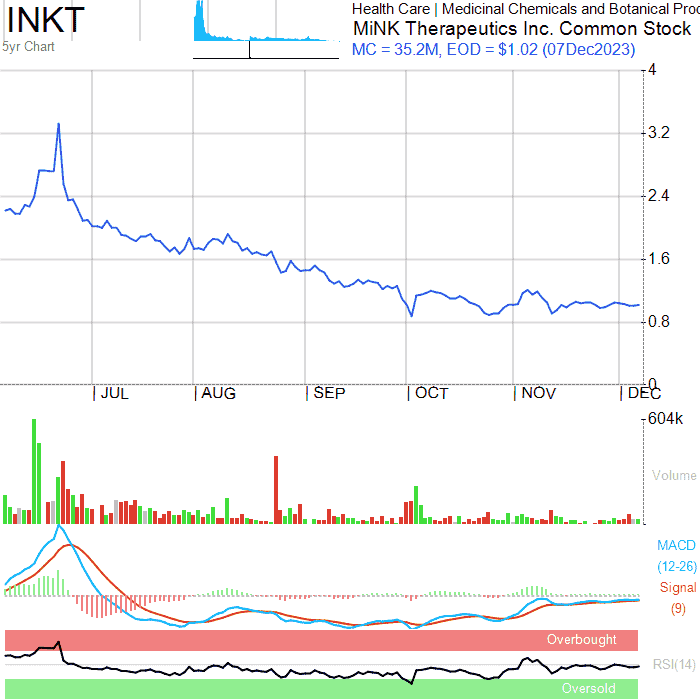 INKT
5yr Chart
Health Care | Medicinal Chemicals and Botanical Proc
MiNK Therapeutics Inc. Common Stock
MC = 35.2M, EOD = $1.02 (07Dec2023)
4
3.2
2.4
1.6
0.8
0
JUL AUG SEP OCT NOV DEC
604k
Volume
MACD
(12-26)
Signal
(9)
Overbought
RSI(14)
Oversold